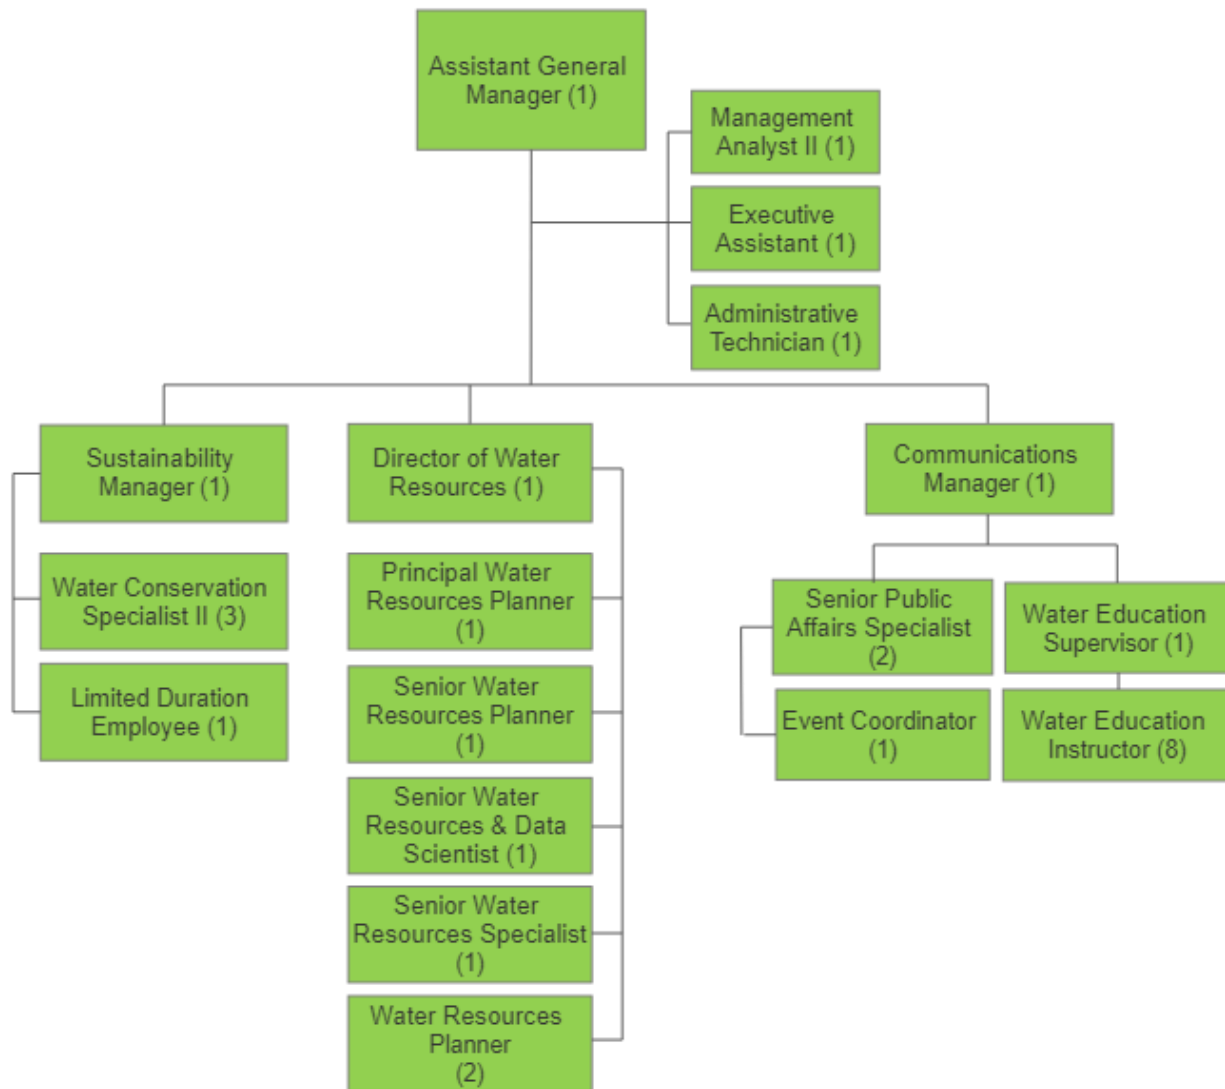 Assistant General
Manager (1)
Management
Analyst II (1)
Executive
Assistant (1)
Administrative
Technician (1)
Sustainability
Manager (1)
Water Conservation
Specialist II (3)
Limited Duration
Employee (1)
Director of Water
Resources (1)
Principal Water
Resources Planner
(1)
Senior Water
Resources Planner
(1)
Senior Water
Resources & Data
Scientist (1)
Senior Water
Resources Specialist
(1)
Water Resources
Planner
(2)
Communications
Manager (1)
Senior Public
Affairs Specialist
(2)
Event Coordinator
(1)
Water Education
Supervisor (1)
Water Education
Instructor (8)